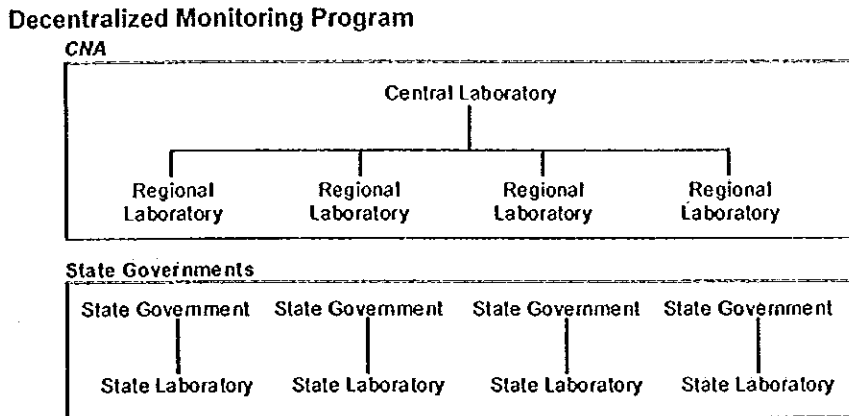 Decentralized Monitoring Program
CNA
Central Laboratory
Regional Regional Regional Regional
Laboratory Laboratory Laboratory Laboratory
State Governments
State Government State Government State Government State Government
State Laboratory State Laboratory State Laboratory State Laboratory